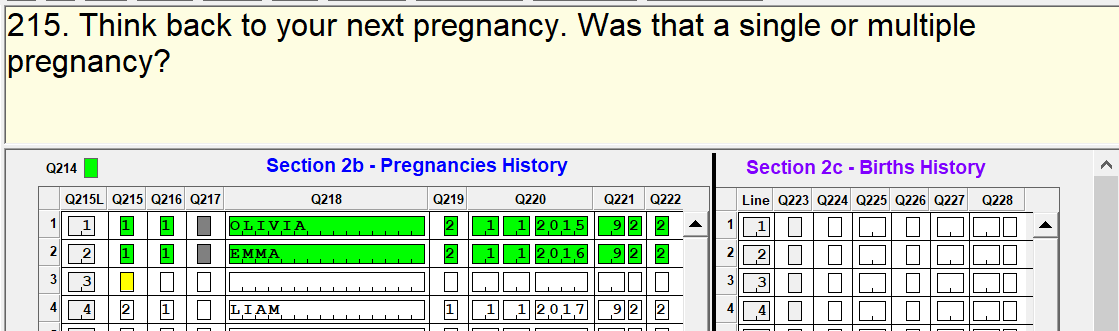 215. Think back to your next pregnancy. Was that a single or multiple
pregnancy?
Q214 Section 2b - Pregnancies History Section 2c - Births History
Q215L Q215 Q216 Q217 Q218 Q219 Q220 Q221 Q222 Line Q223 Q224 Q225 Q226 Q227 Q228
1 1 1 1 OLIVIA 2 1 1 2015 9 2 2 1 1
2 2 1 1 EMMA 2 1 1 2016 9 2 2 2 2
3 3 3 3
4 4 2 1 LIAM 1 1 1 2017 9 2 2 4 4